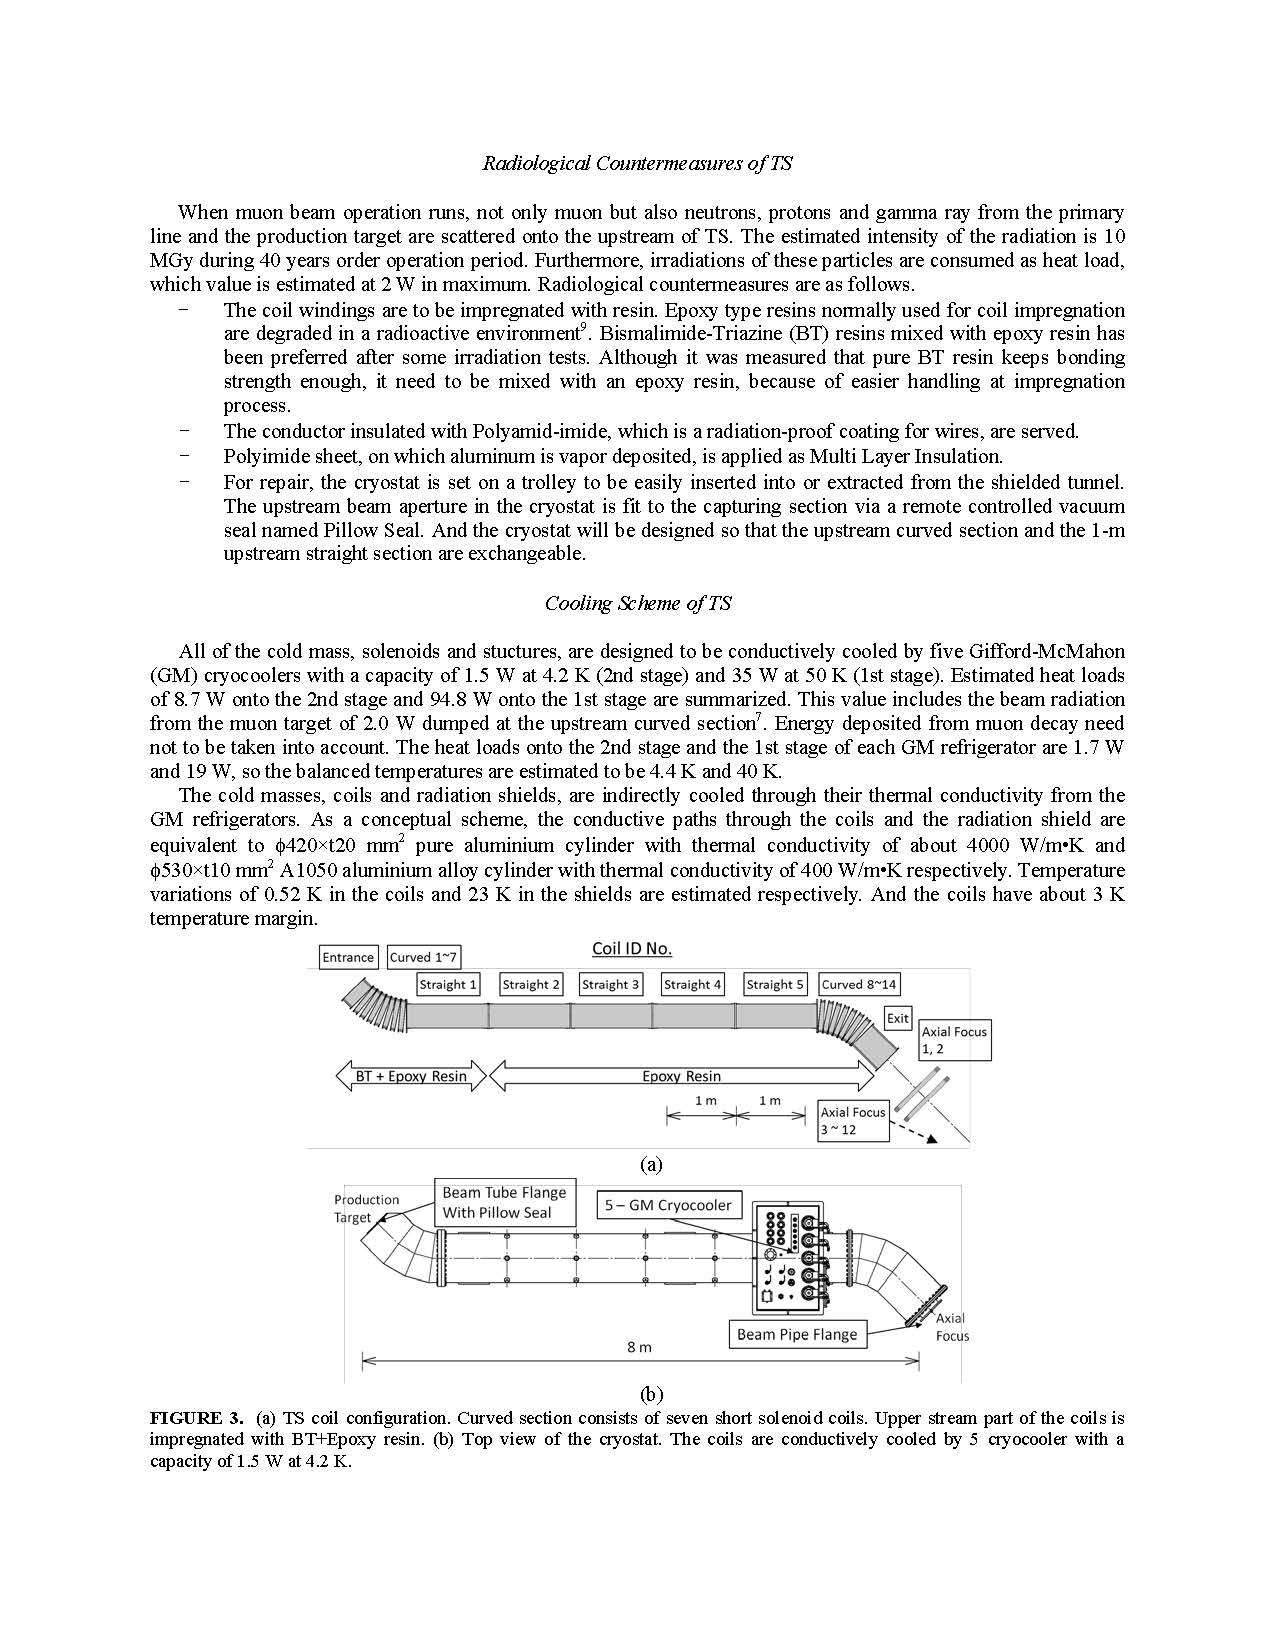 Radiological Countermeasures of TS
When muon beam operation runs, not only muon but also neutrons, protons and gamma ray from the primary
line and the production target are scattered onto the upstream of TS. The estimated intensity of the radiation is 10
MGy during 40 years order operation period. Furthermore, irradiations of these particles are consumed as heat load,
which value is estimated at 2 W in maximum. Radiological countermeasures are as follows.
− The coil windings are to be impregnated with resin. Epoxy type resins normally used for coil impregnation
are degraded in a radioactive environment⁹. Bismalimide-Triazine (BT) resins mixed with epoxy resin has
been preferred after some irradiation tests. Although it was measured that pure BT resin keeps bonding
strength enough, it need to be mixed with an epoxy resin, because of easier handling at impregnation
process.
− The conductor insulated with Polyamid-imide, which is a radiation-proof coating for wires, are served.
− Polyimide sheet, on which aluminum is vapor deposited, is applied as Multi Layer Insulation.
− For repair, the cryostat is set on a trolley to be easily inserted into or extracted from the shielded tunnel.
The upstream beam aperture in the cryostat is fit to the capturing section via a remote controlled vacuum
seal named Pillow Seal. And the cryostat will be designed so that the upstream curved section and the 1-m
upstream straight section are exchangeable.
Cooling Scheme of TS
All of the cold mass, solenoids and stuctures, are designed to be conductively cooled by five Gifford-McMahon
(GM) cryocoolers with a capacity of 1.5 W at 4.2 K (2nd stage) and 35 W at 50 K (1st stage). Estimated heat loads
of 8.7 W onto the 2nd stage and 94.8 W onto the 1st stage are summarized. This value includes the beam radiation
from the muon target of 2.0 W dumped at the upstream curved section⁷. Energy deposited from muon decay need
not to be taken into account. The heat loads onto the 2nd stage and the 1st stage of each GM refrigerator are 1.7 W
and 19 W, so the balanced temperatures are estimated to be 4.4 K and 40 K.
The cold masses, coils and radiation shields, are indirectly cooled through their thermal conductivity from the
GM refrigerators. As a conceptual scheme, the conductive paths through the coils and the radiation shield are
equivalent to ϕ420×t20 mm² pure aluminium cylinder with thermal conductivity of about 4000 W/m•K and
ϕ530×t10 mm² A1050 aluminium alloy cylinder with thermal conductivity of 400 W/m•K respectively. Temperature
variations of 0.52 K in the coils and 23 K in the shields are estimated respectively. And the coils have about 3 K
temperature margin.
Coil ID No.
Entrance Curved 1~7
Straight 1 Straight 2 Straight 3 Straight 4 Straight 5 Curved 8~14
Exit
Axial Focus
1, 2
BT + Epoxy Resin Epoxy Resin
1 m 1 m
Axial Focus
3 ~ 12
(a)
Production
Target
Beam Tube Flange
With Pillow Seal
5 – GM Cryocooler
Beam Pipe Flange
Axial
Focus
8 m
(b)
FIGURE 3. (a) TS coil configuration. Curved section consists of seven short solenoid coils. Upper stream part of the coils is
impregnated with BT+Epoxy resin. (b) Top view of the cryostat. The coils are conductively cooled by 5 cryocooler with a
capacity of 1.5 W at 4.2 K.